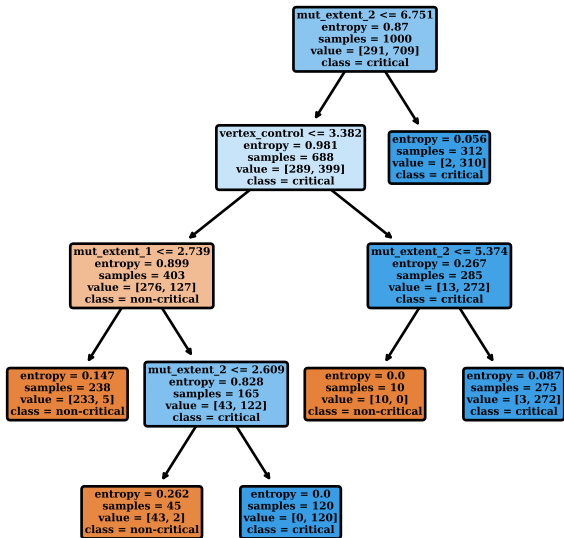 mut_extent_2 <= 6.751
entropy = 0.87
samples = 1000
value = [291, 709]
class = critical
vertex_control <= 3.382
entropy = 0.981
samples = 688
value = [289, 399]
class = critical
entropy = 0.056
samples = 312
value = [2, 310]
class = critical
mut_extent_1 <= 2.739
entropy = 0.899
samples = 403
value = [276, 127]
class = non-critical
mut_extent_2 <= 5.374
entropy = 0.267
samples = 285
value = [13, 272]
class = critical
entropy = 0.147
samples = 238
value = [233, 5]
class = non-critical
mut_extent_2 <= 2.609
entropy = 0.828
samples = 165
value = [43, 122]
class = critical
entropy = 0.0
samples = 10
value = [10, 0]
class = non-critical
entropy = 0.087
samples = 275
value = [3, 272]
class = critical
entropy = 0.262
samples = 45
value = [43, 2]
class = non-critical
entropy = 0.0
samples = 120
value = [0, 120]
class = critical